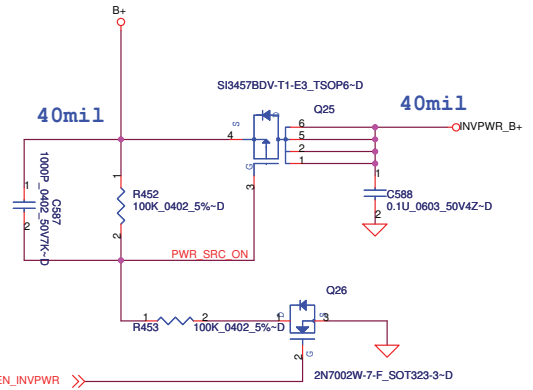 B+
SI3457BDV-T1-E3_TSOP6~D
Q25
40mil
40mil
S
D
4
6
5
2
1
INVPWR_B+
G
3
1
C587
1000P_0402_50V7K~D
2
1
R452
100K_0402_5%~D
2
1
C588
0.1U_0603_50V4Z~D
2
PWR_SRC_ON
Q26
1
R453
2
100K_0402_5%~D
1
D
S
3
2
G
2N7002W-7-F_SOT323-3~D
EN_INVPWR